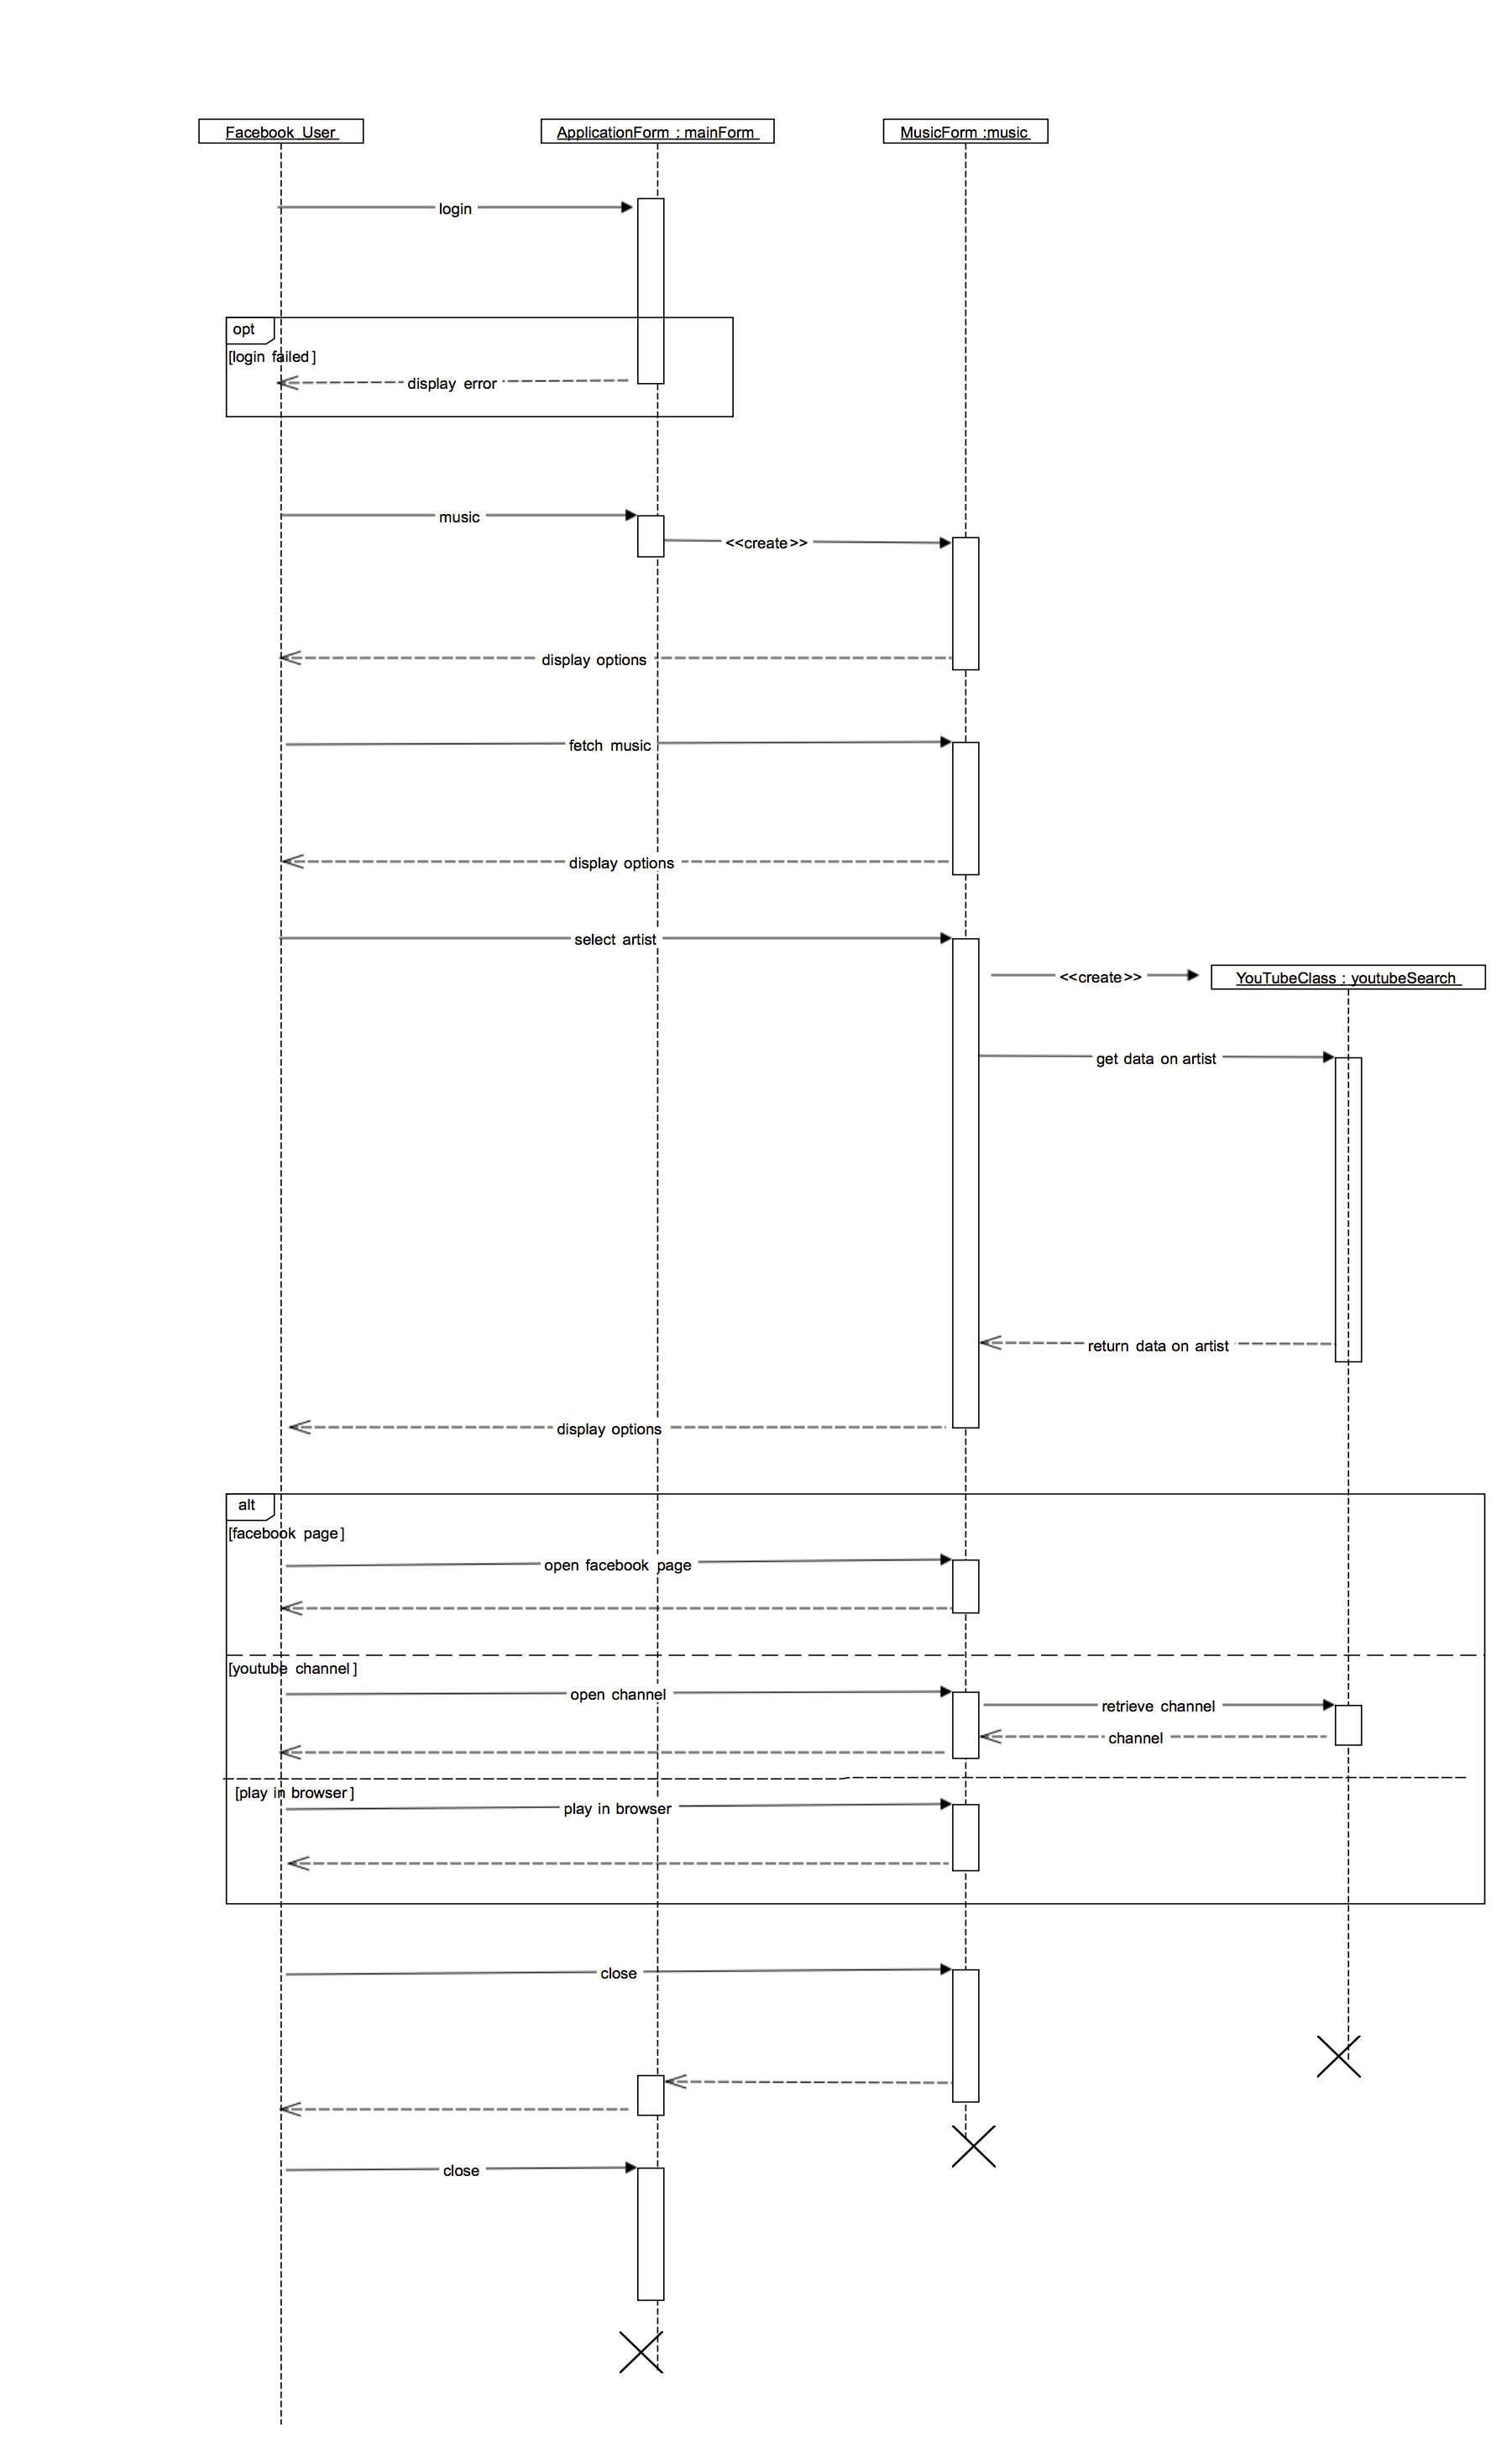 Facebook_User
ApplicationForm : mainForm
MusicForm :music
login
opt
[login failed]
display error
music
<<create>>
display options
fetch music
display options
select artist
<<create>>
YouTubeClass : youtubeSearch
get data on artist
return data on artist
display options
alt
[facebook page]
open facebook page
[youtube channel]
open channel
retrieve channel
channel
[play in browser]
play in browser
close
close